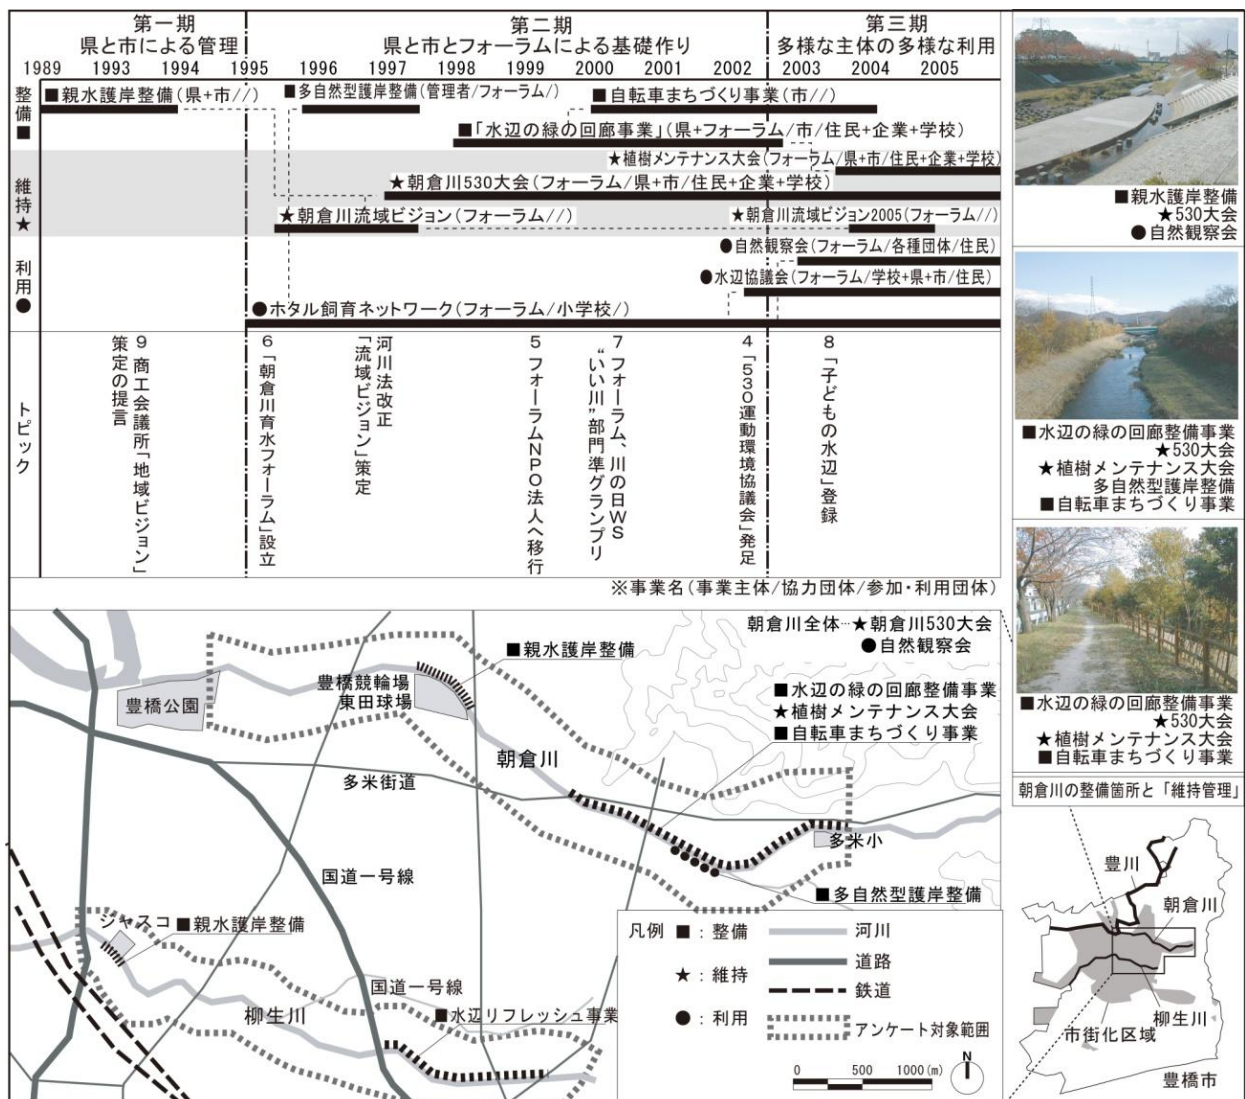 第一期
県と市による管理
第二期
県と市とフォーラムによる基礎作り
第三期
多様な主体の多様な利用
1989 1993 1994 1995 1996 1997 1998 1999 2000 2001 2002 2003 2004 2005
整備■
■親水護岸整備(県+市//)
■多自然型護岸整備(管理者/フォーラム/)
■自転車まちづくり事業(市//)
■「水辺の緑の回廊事業」(県+フォーラム/市/住民+企業+学校)
維持★
★植樹メンテナンス大会(フォーラム/県+市/住民+企業+学校)
★朝倉川530大会(フォーラム/県+市/住民+企業+学校)
★朝倉川流域ビジョン(フォーラム//)
★朝倉川流域ビジョン2005(フォーラム//)
利用●
●自然観察会(フォーラム/各種団体/住民)
●水辺協議会(フォーラム/学校+県+市/住民)
●ホタル飼育ネットワーク(フォーラム/小学校/)
トピック
9 商工会議所「地域ビジョン」
策定の提言
6 「朝倉川育水フォーラム」設立
河川法改正
「流域ビジョン」策定
5 フォーラムNPO法人へ移行
7 フォーラム、川の日WS
“いい川”部門準グランプリ
4 「530運動環境協議会」発足
8 「子どもの水辺」登録
※事業名(事業主体/協力団体/参加・利用団体)
■親水護岸整備
★530大会
●自然観察会
■水辺の緑の回廊整備事業
★530大会
★植樹メンテナンス大会
多自然型護岸整備
■自転車まちづくり事業
■水辺の緑の回廊整備事業
★530大会
★植樹メンテナンス大会
■自転車まちづくり事業
朝倉川の整備箇所と「維持管理」
朝倉川全体…★朝倉川530大会
●自然観察会
■親水護岸整備
豊橋公園
豊橋競輪場
東田球場
■水辺の緑の回廊整備事業
★植樹メンテナンス大会
■自転車まちづくり事業
朝倉川
多米街道
多米小
国道一号線
■多自然型護岸整備
ジャスコ
■親水護岸整備
国道一号線
柳生川
■水辺リフレッシュ事業
凡例
■：整備
★：維持
●：利用
河川
道路
鉄道
アンケート対象範囲
0 500 1000(m)
N
豊川
朝倉川
柳生川
市街化区域
豊橋市